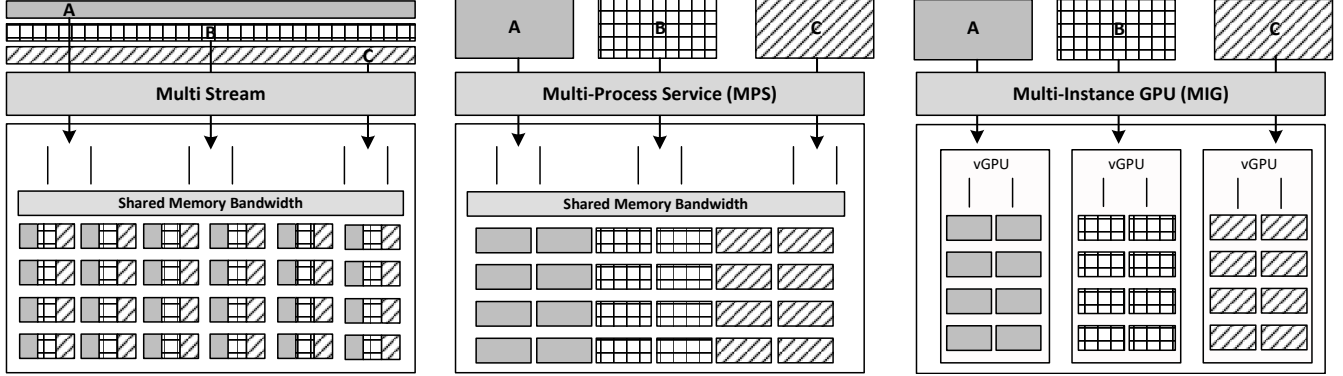 A
B
C
Multi Stream
Shared Memory Bandwidth
A
B
C
Multi-Process Service (MPS)
Shared Memory Bandwidth
A
B
C
Multi-Instance GPU (MIG)
vGPU
vGPU
vGPU